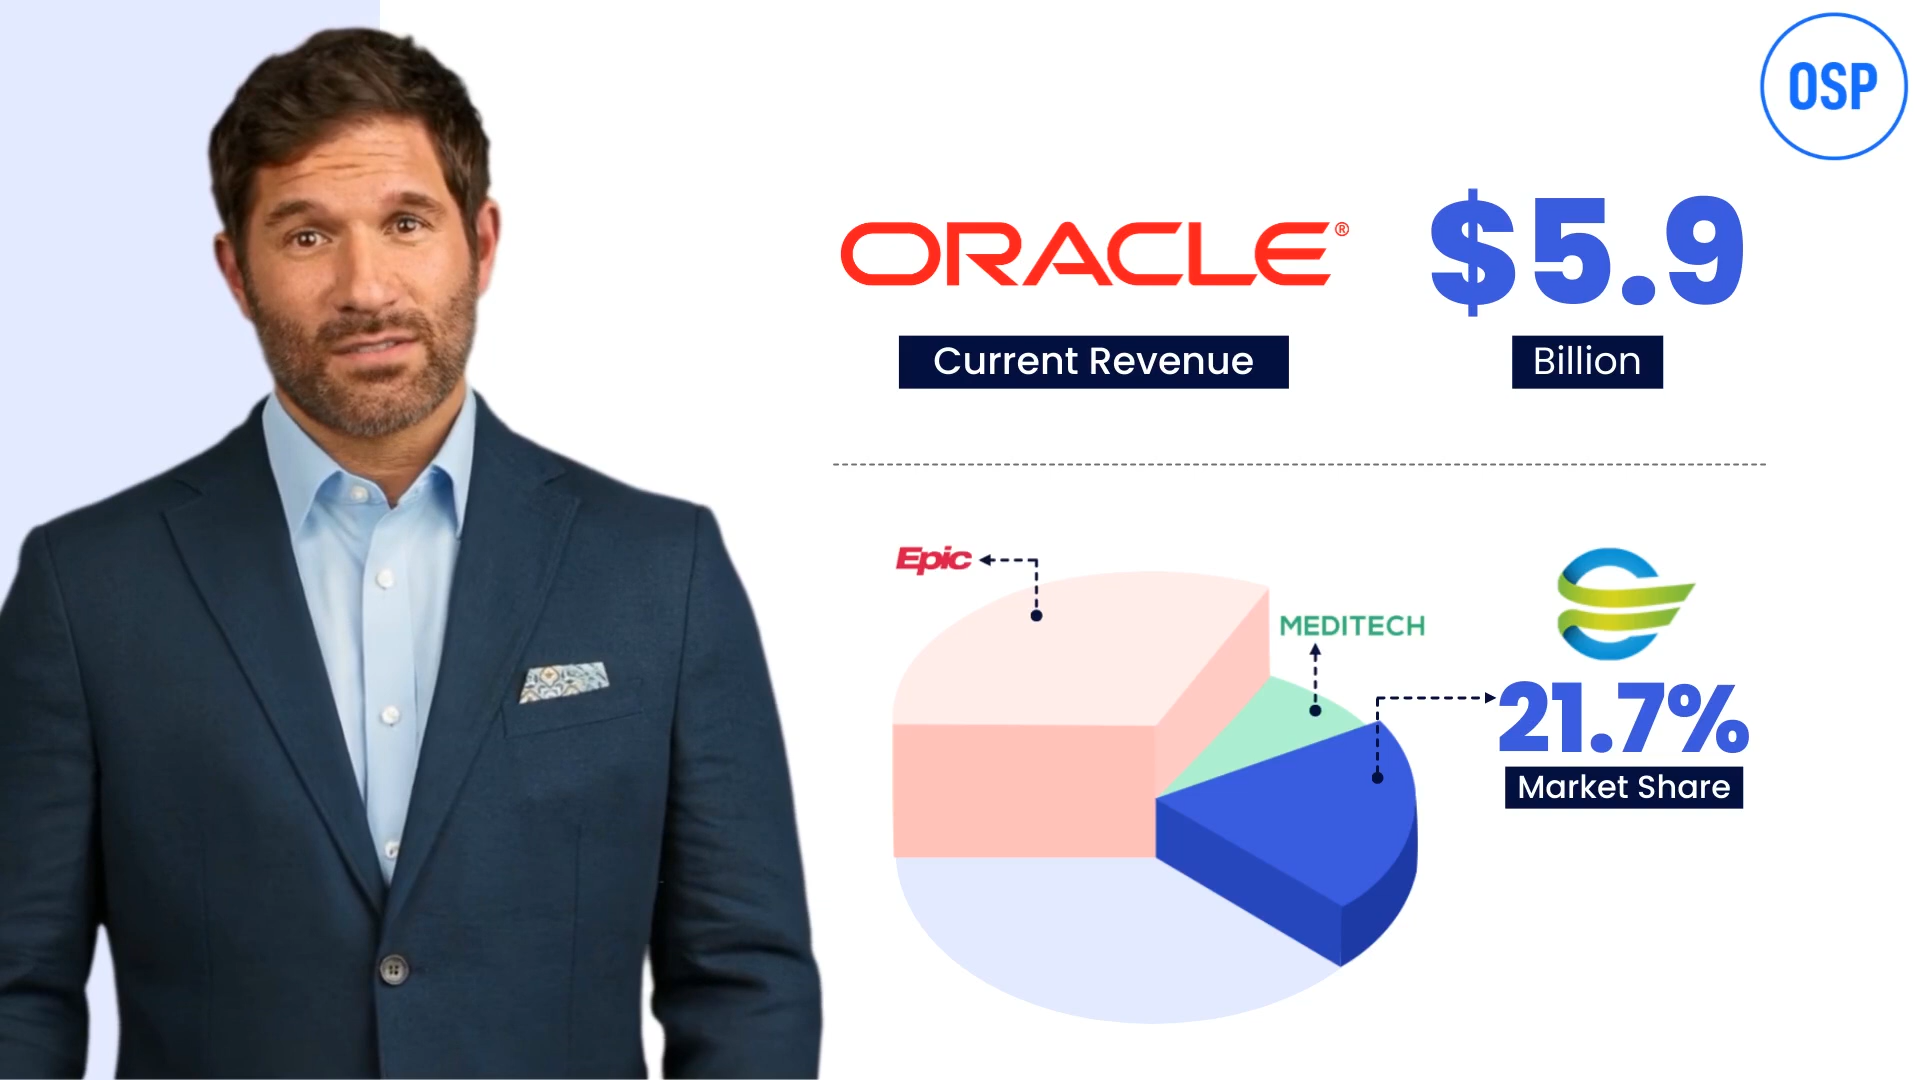 OSP
ORACLE®
$5.9
Current Revenue
Billion
Epic
MEDITECH
21.7%
Market Share